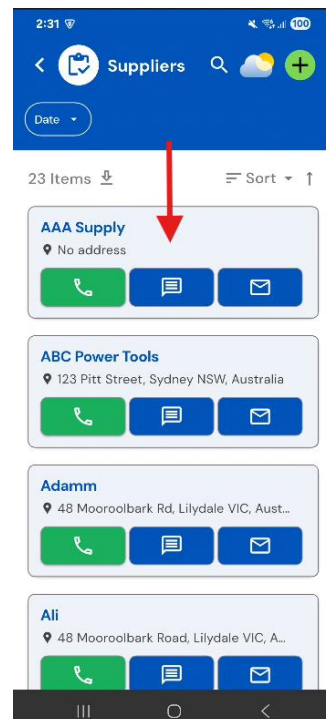 2:31
100
Suppliers
Date
23 Items
Sort
AAA Supply
No address
ABC Power Tools
123 Pitt Street, Sydney NSW, Australia
Adamm
48 Mooroolbark Rd, Lilydale VIC, Aust...
Ali
48 Mooroolbark Road, Lilydale VIC, A...